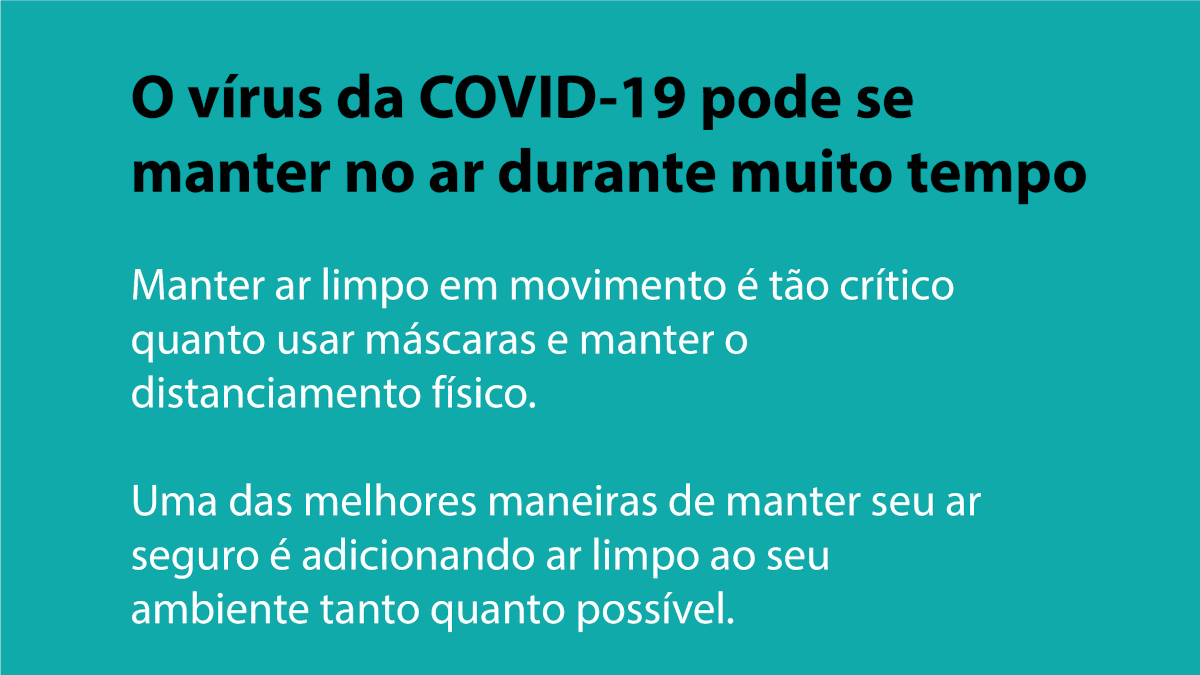 O vírus da COVID-19 pode se
manter no ar durante muito tempo
Manter ar limpo em movimento é tão crítico
quanto usar máscaras e manter o
distanciamento físico.
Uma das melhores maneiras de manter seu ar
seguro é adicionando ar limpo ao seu
ambiente tanto quanto possível.